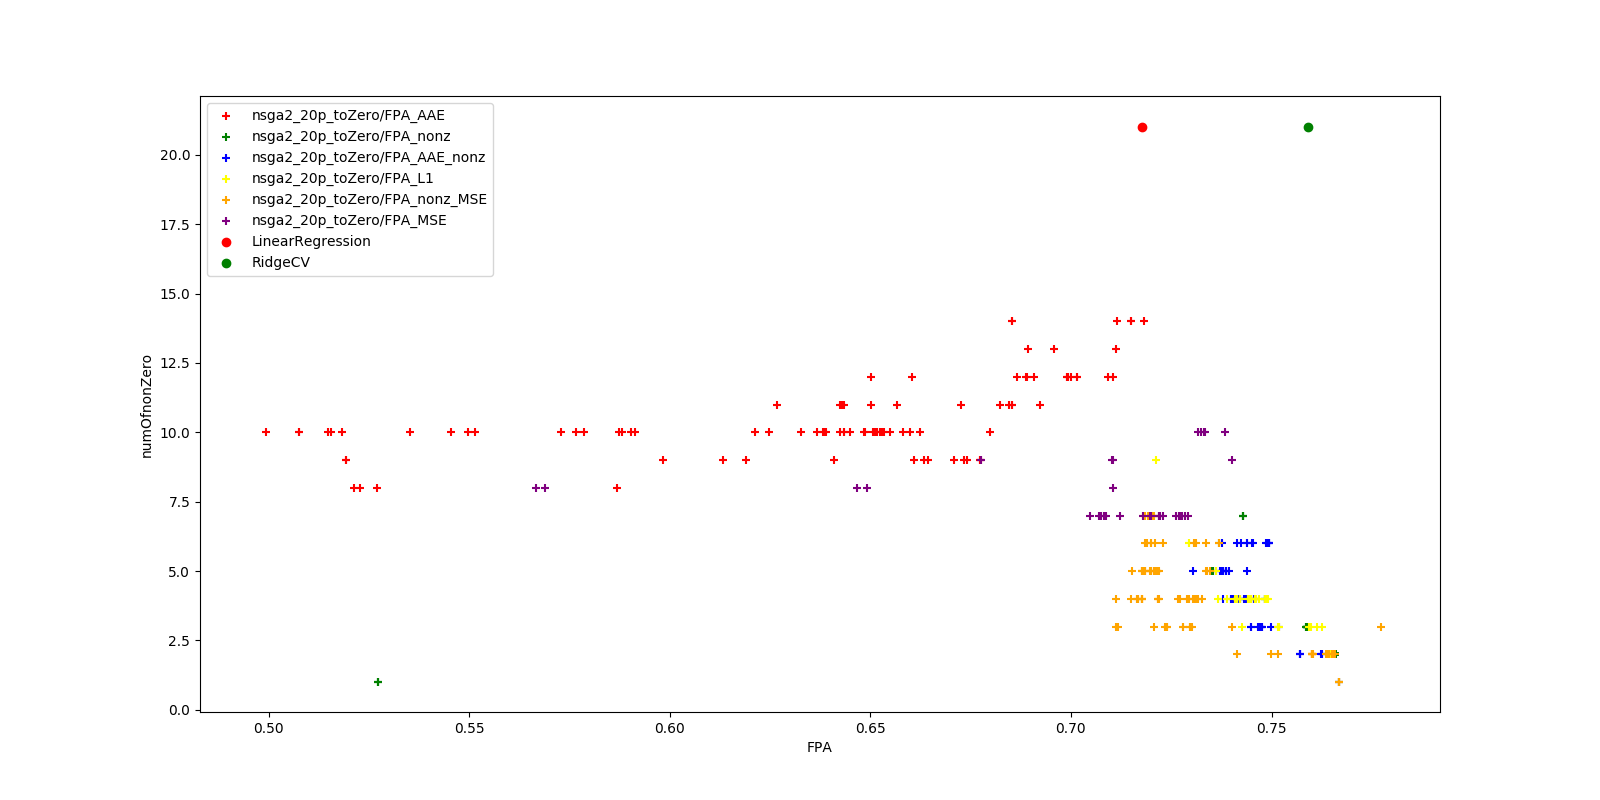 nsga2_20p_toZero/FPA_AAE
nsga2_20p_toZero/FPA_nonz
nsga2_20p_toZero/FPA_AAE_nonz
nsga2_20p_toZero/FPA_L1
nsga2_20p_toZero/FPA_nonz_MSE
nsga2_20p_toZero/FPA_MSE
LinearRegression
RidgeCV
numOfnonZero
20.0
17.5
15.0
12.5
10.0
7.5
5.0
2.5
0.0
0.50 0.55 0.60 0.65 0.70 0.75
FPA